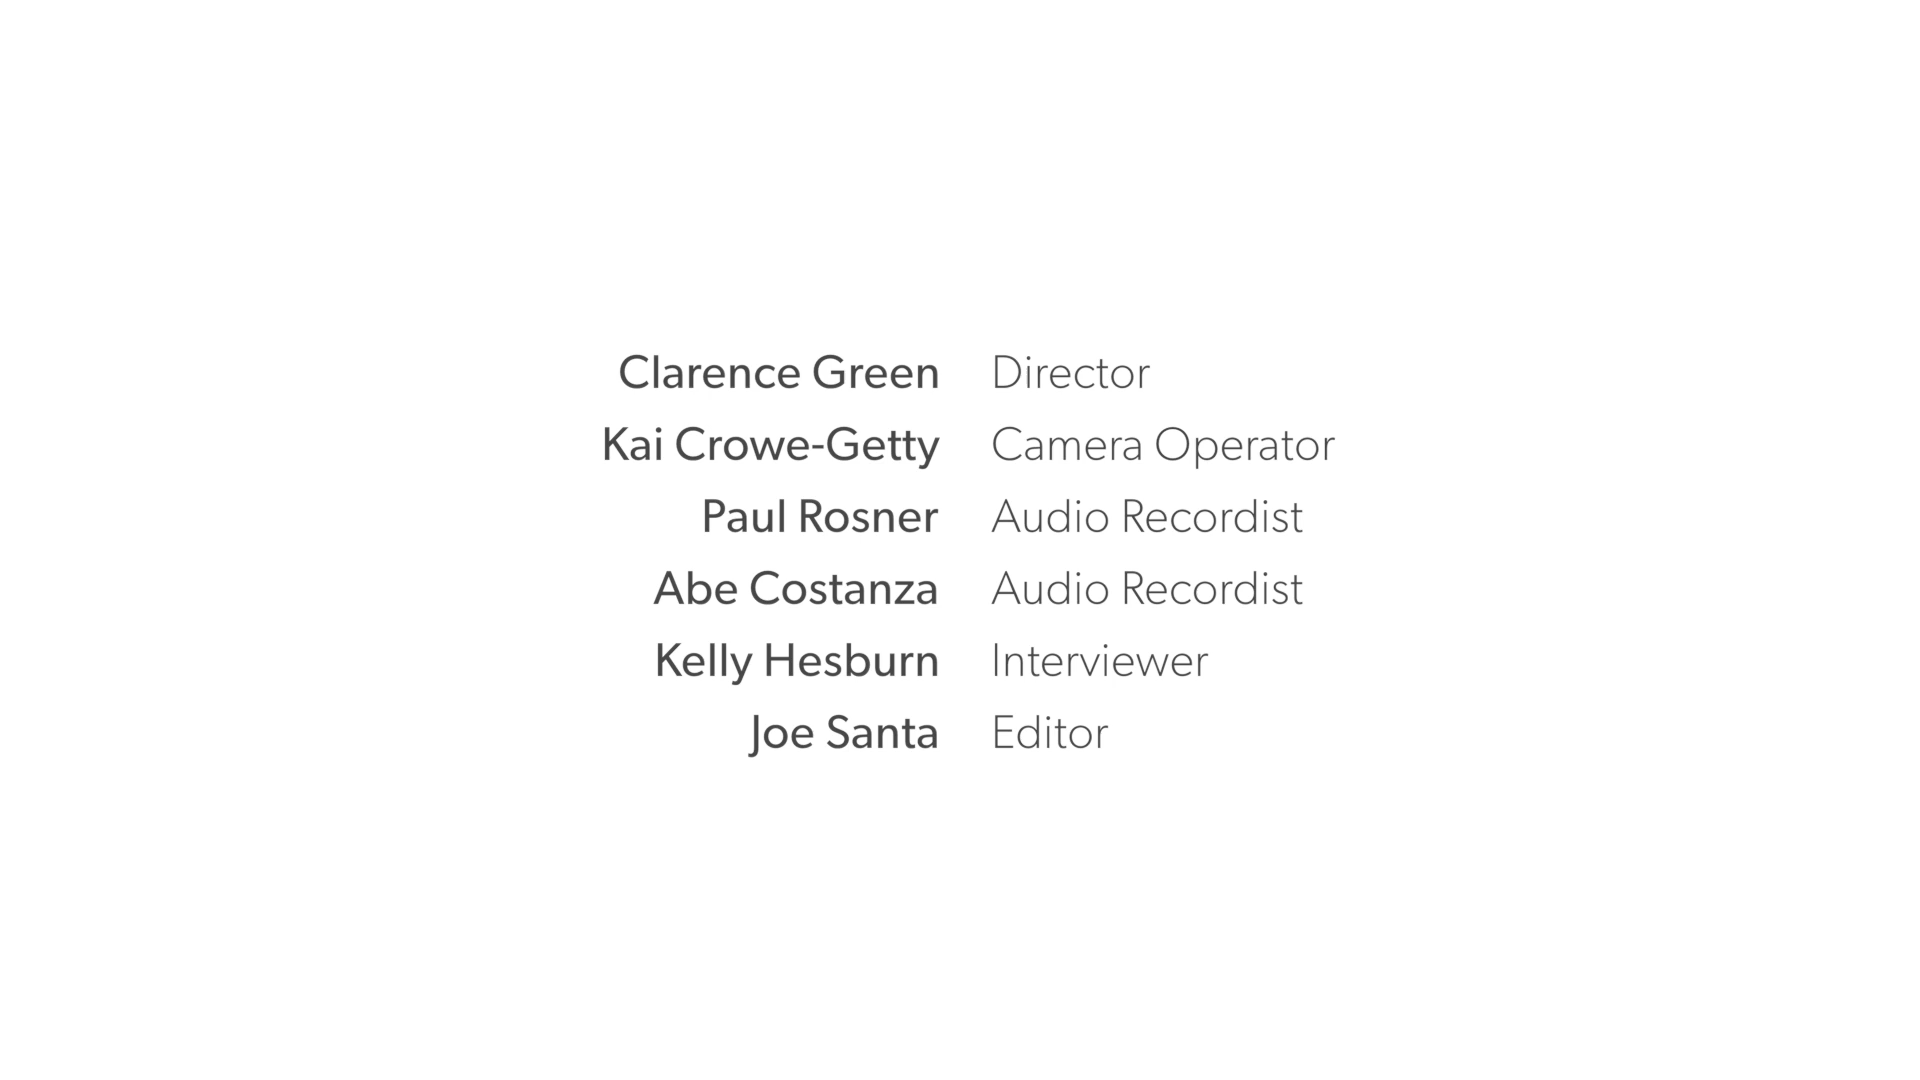 Clarence Green Director
Kai Crowe-Getty Camera Operator
Paul Rosner Audio Recordist
Abe Costanza Audio Recordist
Kelly Hesburn Interviewer
Joe Santa Editor